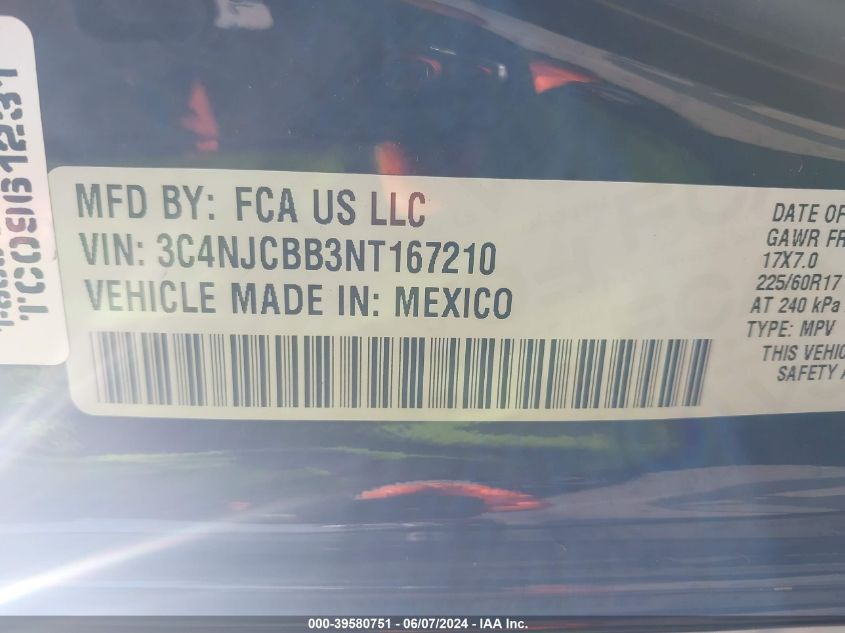 TC0961231
MFD BY: FCA US LLC
VIN: 3C4NJCBB3NT167210
VEHICLE MADE IN: MEXICO
DATE OF
GAWR FR
17X7.0
225/60R17
AT 240 kPa
TYPE: MPV
THIS VEHIC
SAFETY A
000-39580751 - 06/07/2024 - IAA Inc.